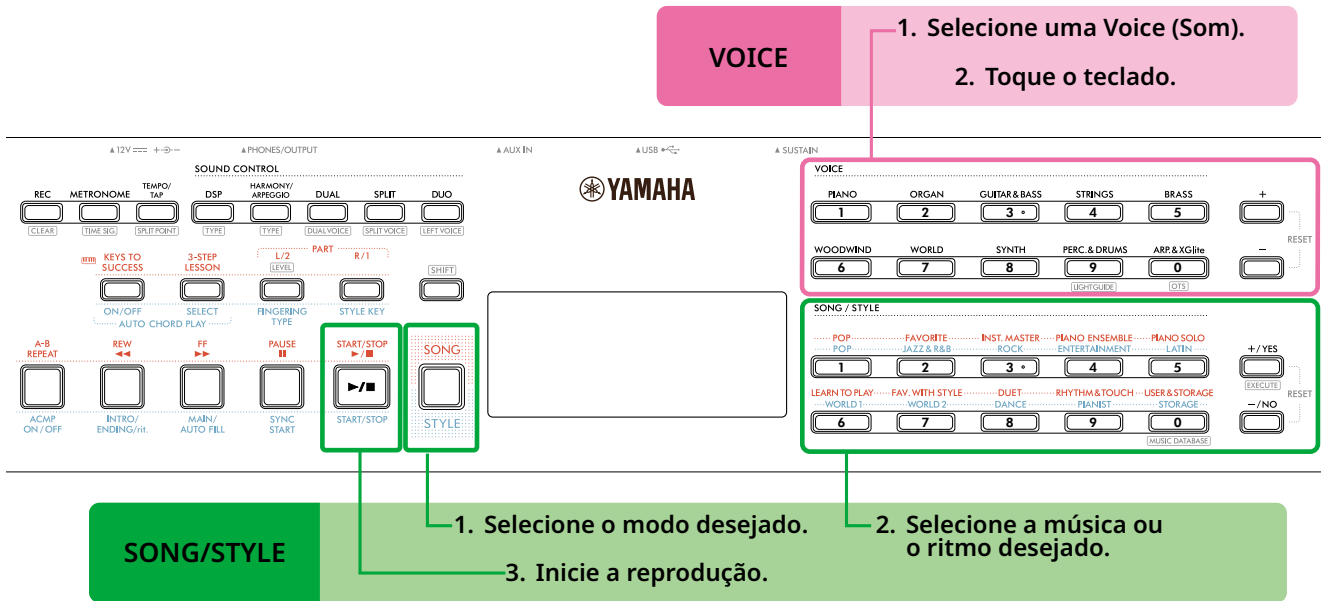 VOICE
1. Selecione uma Voice (Som).
2. Toque o teclado.
12V
PHONES/OUTPUT
AUX IN
USB
SUSTAIN
SOUND CONTROL
REC METRONOME TEMPO/TAP DSP HARMONY/ARPEGGIO DUAL SPLIT DUO
CLEAR TIME SIG. SPLIT POINT TYPE TYPE DUAL VOICE SPLIT VOICE LEFT VOICE
YAMAHA
PART
KEYS TO SUCCESS 3-STEP LESSON L/2 R/1
LEVEL SHIFT
ON/OFF SELECT FINGERING TYPE STYLE KEY
AUTO CHORD PLAY
A-B REPEAT REW FF PAUSE START/STOP SONG
ACMP ON/OFF INTRO/ENDING/rit. MAIN/AUTO FILL SYNC START START/STOP STYLE
VOICE
PIANO ORGAN GUITAR & BASS STRINGS BRASS +
1 2 3 4 5
RESET
WOODWIND WORLD SYNTH PERC. & DRUMS ARP. & XGlite −
6 7 8 9 0
LIGHTGUIDE OTS
SONG / STYLE
POP FAVORITE INST. MASTER PIANO ENSEMBLE PIANO SOLO
POP JAZZ & R&B ROCK ENTERTAINMENT LATIN +/YES
1 2 3 4 5
EXECUTE
RESET
LEARN TO PLAY FAV. WITH STYLE DUET RHYTHM & TOUCH USER & STORAGE
WORLD 1 WORLD 2 DANCE PIANIST STORAGE −/NO
6 7 8 9 0
MUSIC DATABASE
SONG/STYLE
1. Selecione o modo desejado.
3. Inicie a reprodução.
2. Selecione a música ou
o ritmo desejado.